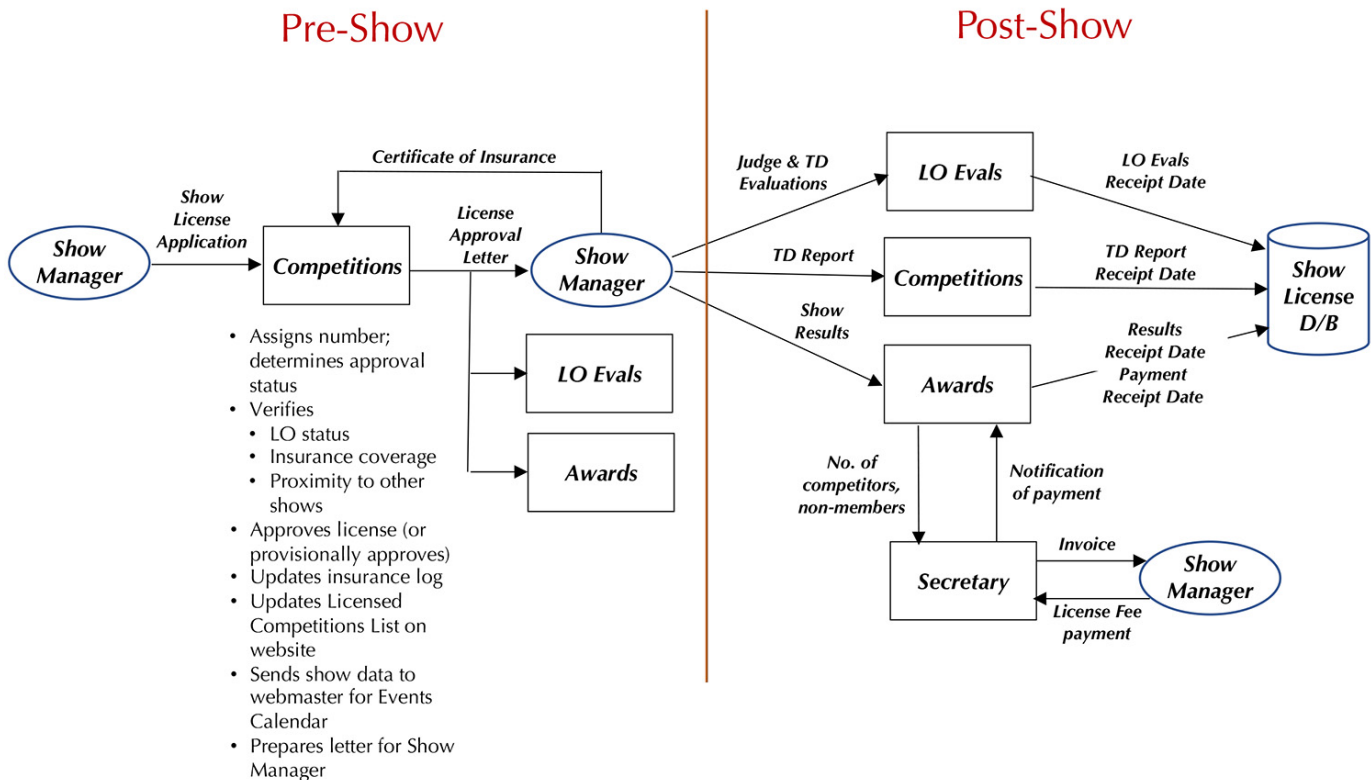 Pre-Show
Certificate of Insurance
Show
License
Application
License
Approval
Letter
Show
Manager
Competitions
Show
Manager
• Assigns number;
determines approval
status
• Verifies
• LO status
• Insurance coverage
• Proximity to other
shows
• Approves license (or
provisionally approves)
• Updates insurance log
• Updates Licensed
Competitions List on
website
• Sends show data to
webmaster for Events
Calendar
• Prepares letter for Show
Manager
LO Evals
Awards
Post-Show
Judge & TD
Evaluations
LO Evals
LO Evals
Receipt Date
TD Report
Competitions
TD Report
Receipt Date
Show
License
D/B
Show
Results
Awards
Results
Receipt Date
Payment
Receipt Date
No. of
competitors,
non-members
Notification
of payment
Secretary
Invoice
Show
Manager
License Fee
payment